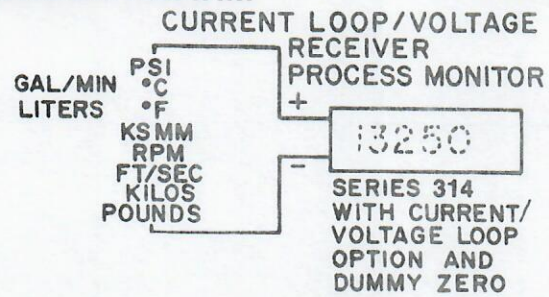 CURRENT LOOP/VOLTAGE
RECEIVER
PROCESS MONITOR
GAL/MIN
LITERS
PSI
°C
°F
KSMM
RPM
FT/SEC
KILOS
POUNDS
+
13250
-
SERIES 314
WITH CURRENT/
VOLTAGE LOOP
OPTION AND
DUMMY ZERO